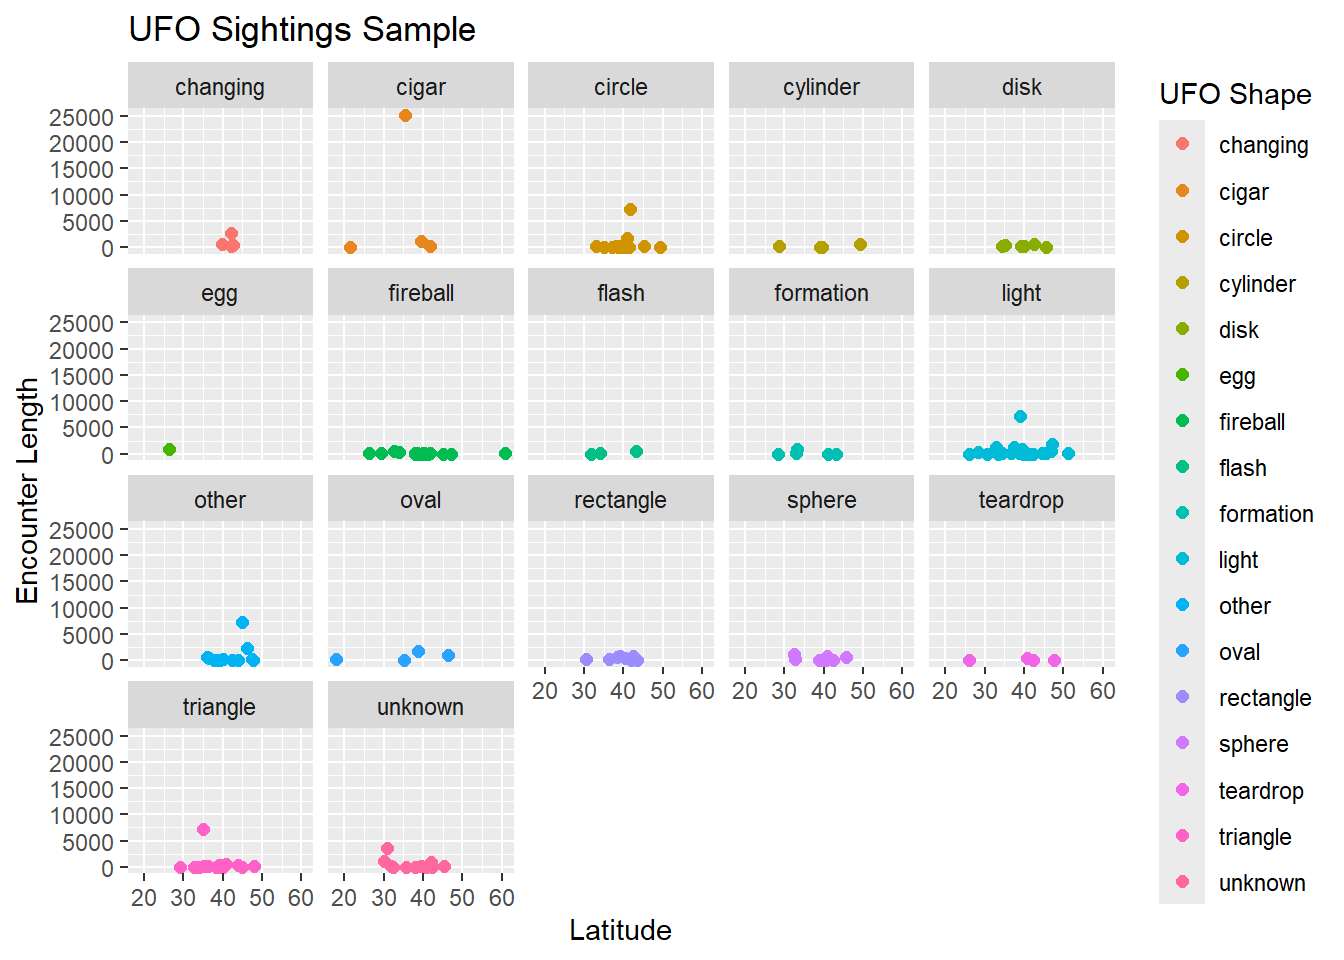 UFO Sightings Sample
changing cigar circle cylinder disk
25000
20000
15000
10000
5000
0
egg fireball flash formation light
25000
20000
15000
10000
5000
0
other oval rectangle sphere teardrop
25000
20000
15000
10000
5000
0
20 30 40 50 60 20 30 40 50 60 20 30 40 50 60
triangle unknown
25000
20000
15000
10000
5000
0
20 30 40 50 60 20 30 40 50 60
Latitude
Encounter Length
UFO Shape
changing
cigar
circle
cylinder
disk
egg
fireball
flash
formation
light
other
oval
rectangle
sphere
teardrop
triangle
unknown